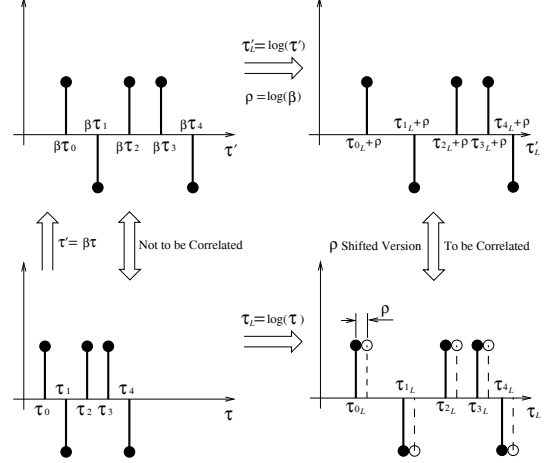 τ'L = log(τ')
ρ = log(β)
βτ1 βτ4
βτ0 βτ2 βτ3 τ'
τ1L+ρ τ4L+ρ
τ0L+ρ τ2L+ρ τ3L+ρ τ'L
τ' = βτ
Not to be Correlated
ρ Shifted Version
To be Correlated
τL = log(τ)
ρ
τ1 τ4
τ0 τ2 τ3 τ
τ1L τ4L
τ0L τ2L τ3L τL